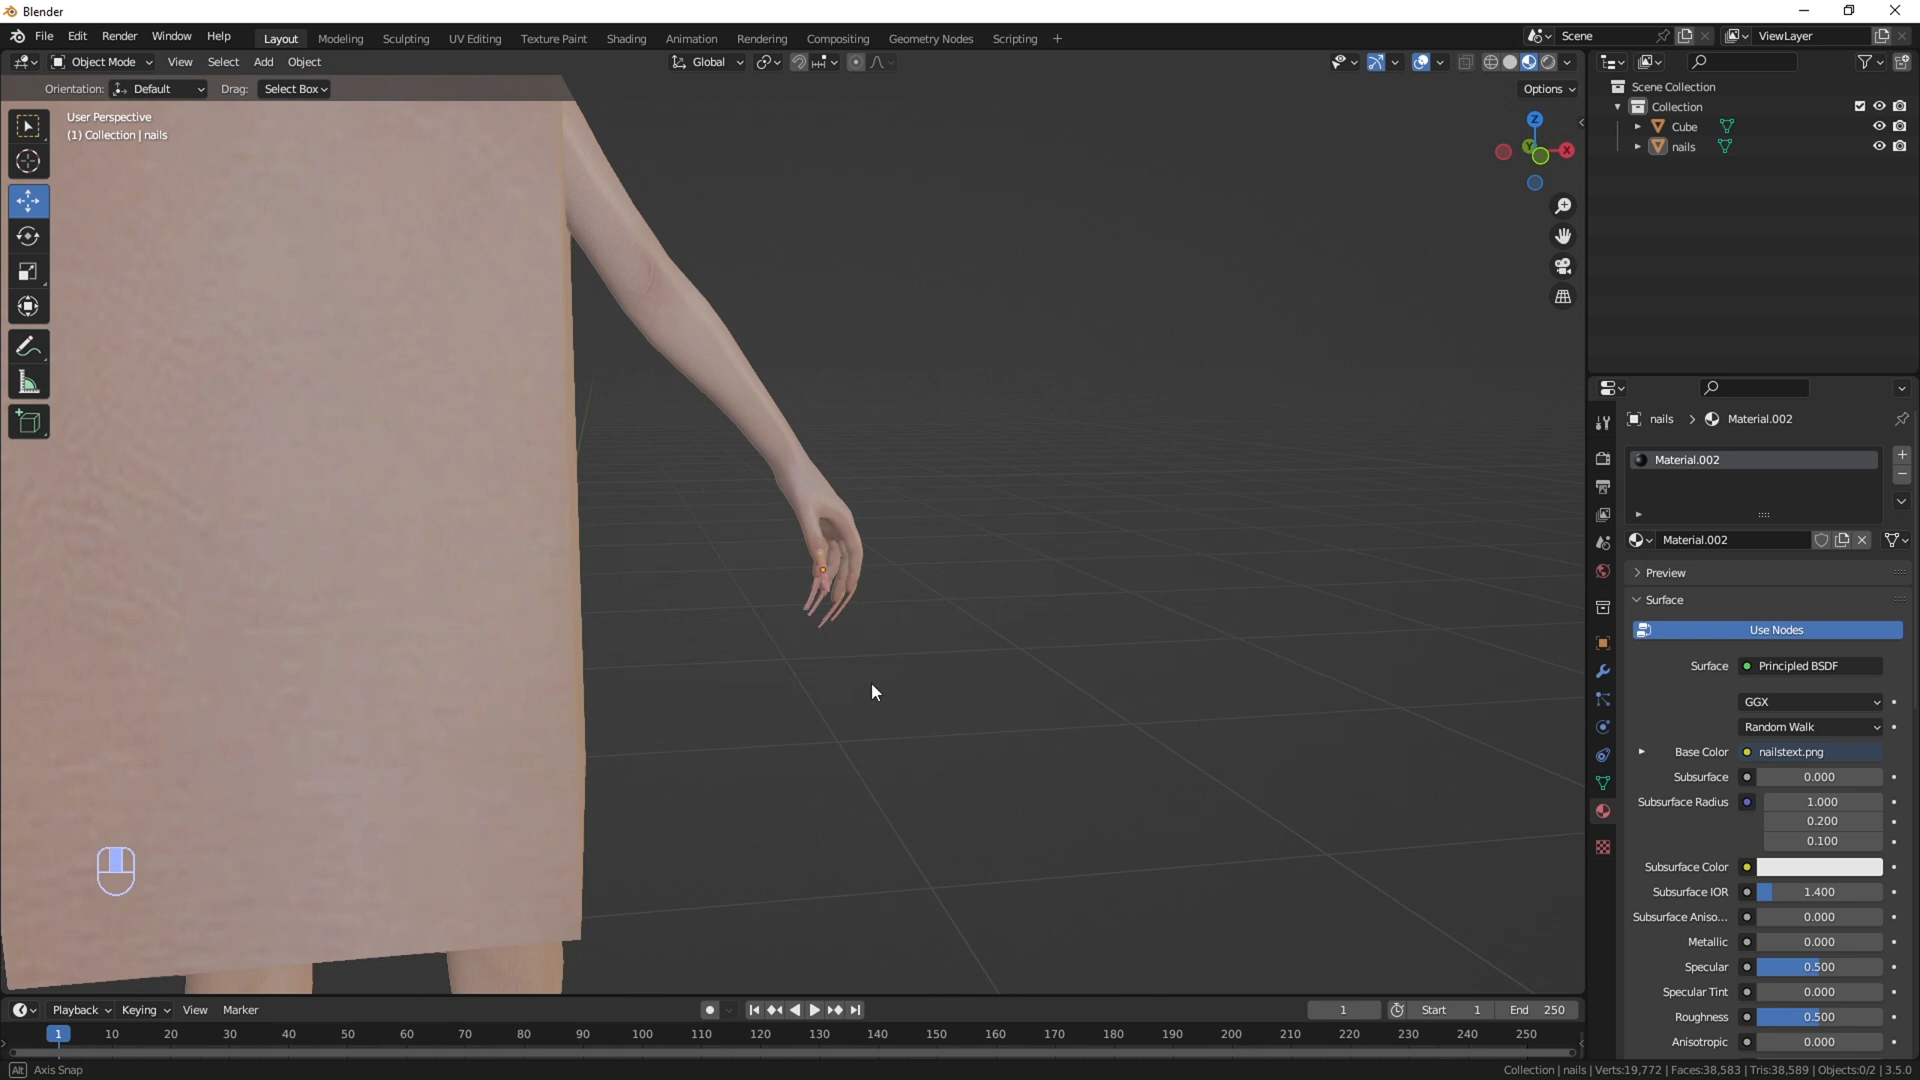 Blender
File Edit Render Window Help Layout Modeling Sculpting UV Editing Texture Paint Shading Animation Rendering Compositing Geometry Nodes Scripting + Scene ViewLayer
Object Mode View Select Add Object Global
Orientation: Default Drag: Select Box Options
User Perspective
(1) Collection | nails
Z
Y
X
Scene Collection
Collection
Cube
nails
nails > Material.002
Material.002
Material.002
Preview
Surface
Use Nodes
Surface Principled BSDF
GGX
Random Walk
Base Color nailstext.png
Subsurface 0.000
Subsurface Radius 1.000
0.200
0.100
Subsurface Color
Subsurface IOR 1.400
Subsurface Aniso... 0.000
Metallic 0.000
Specular 0.500
Specular Tint 0.000
Roughness 0.500
Anisotropic 0.000
Playback Keying View Marker 1 Start 1 End 250
1 10 20 30 40 50 60 70 80 90 100 110 120 130 140 150 160 170 180 190 200 210 220 230 240 250
Alt Axis Snap
Collection | nails | Verts:19,772 | Faces:38,583 | Tris:38,589 | Objects:0/2 | 3.5.0